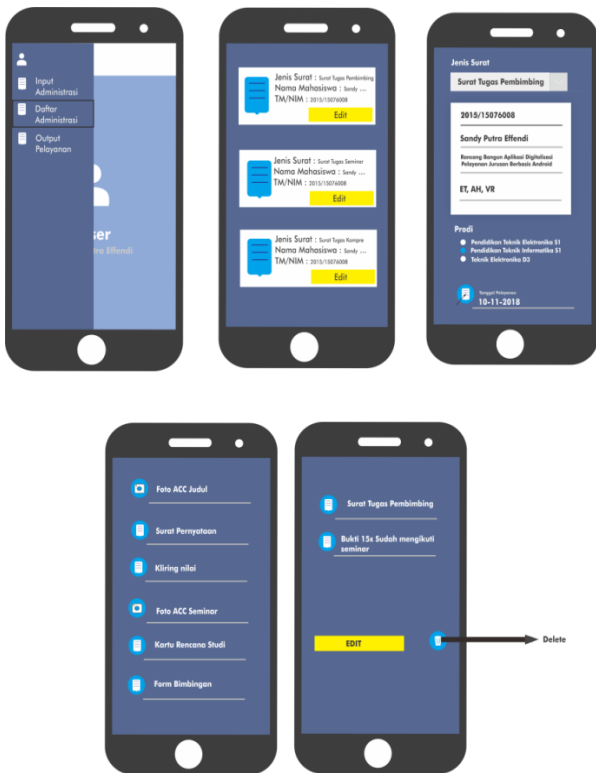 Input
Administrasi
Daftar
Administrasi
Output
Pelayanan
ser
ra Effendi
Jenis Surat : Surat Tugas Pembimbing
Nama Mahasiswa : Sandy ...
TM/NIM : 2015/15076008
Edit
Jenis Surat : Surat Tugas Seminar
Nama Mahasiswa : Sandy ...
TM/NIM : 2015/15076008
Edit
Jenis Surat : Surat Tugas Kompre
Nama Mahasiswa : Sandy ...
TM/NIM : 2015/15076008
Edit
Jenis Surat
Surat Tugas Pembimbing
2015/15076008
Sandy Putra Effendi
Rancang Bangun Aplikasi Digitalisasi
Pelayanan Jurusan Berbasis Android
ET, AH, VR
Prodi
Pendidikan Teknik Elektronika S1
Pendidikan Teknik Informatika S1
Teknik Elektronika D3
Tanggal Pelayanan
10-11-2018
Foto ACC Judul
Surat Pernyataan
Kliring nilai
Foto ACC Seminar
Kartu Rencana Studi
Form Bimbingan
Surat Tugas Pembimbing
Bukti 15x Sudah mengikuti
seminar
EDIT
Delete